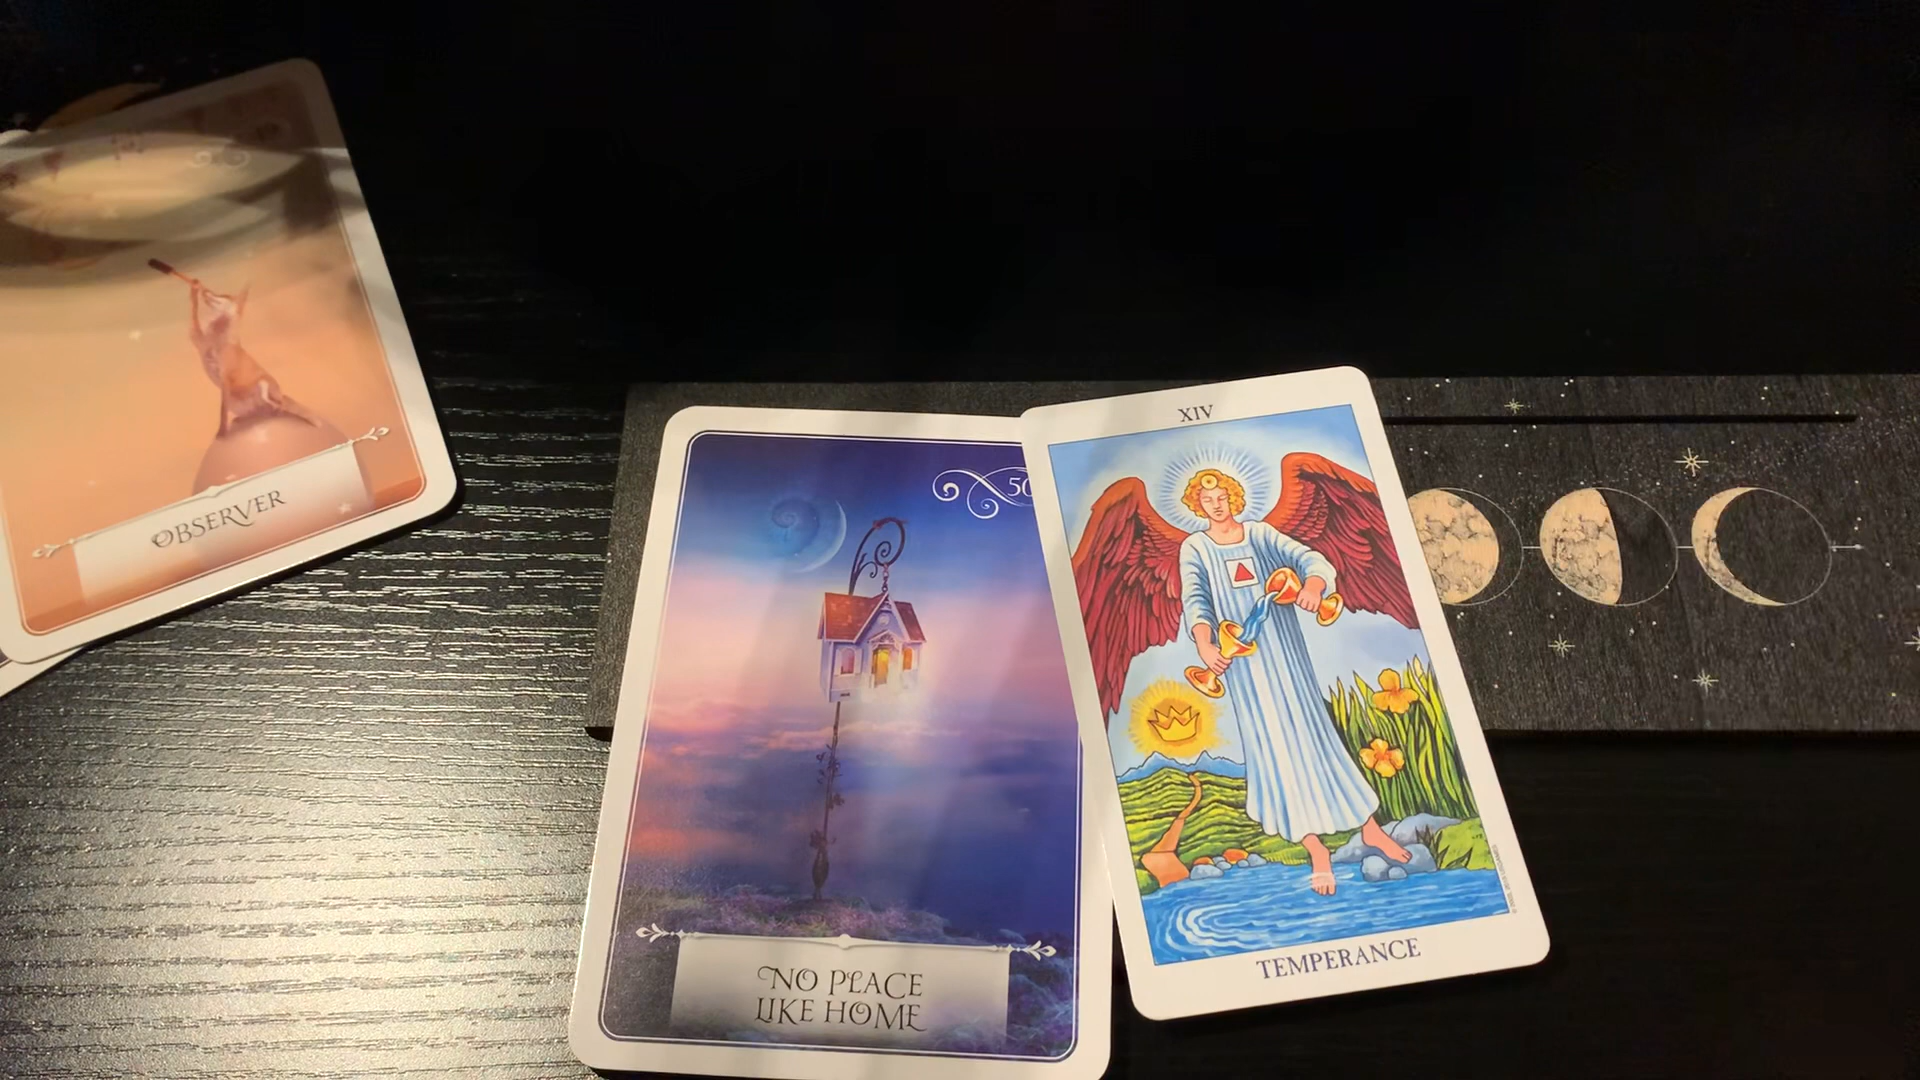 OBSERVER
50
NO PLACE
LIKE HOME
XIV
TEMPERANCE